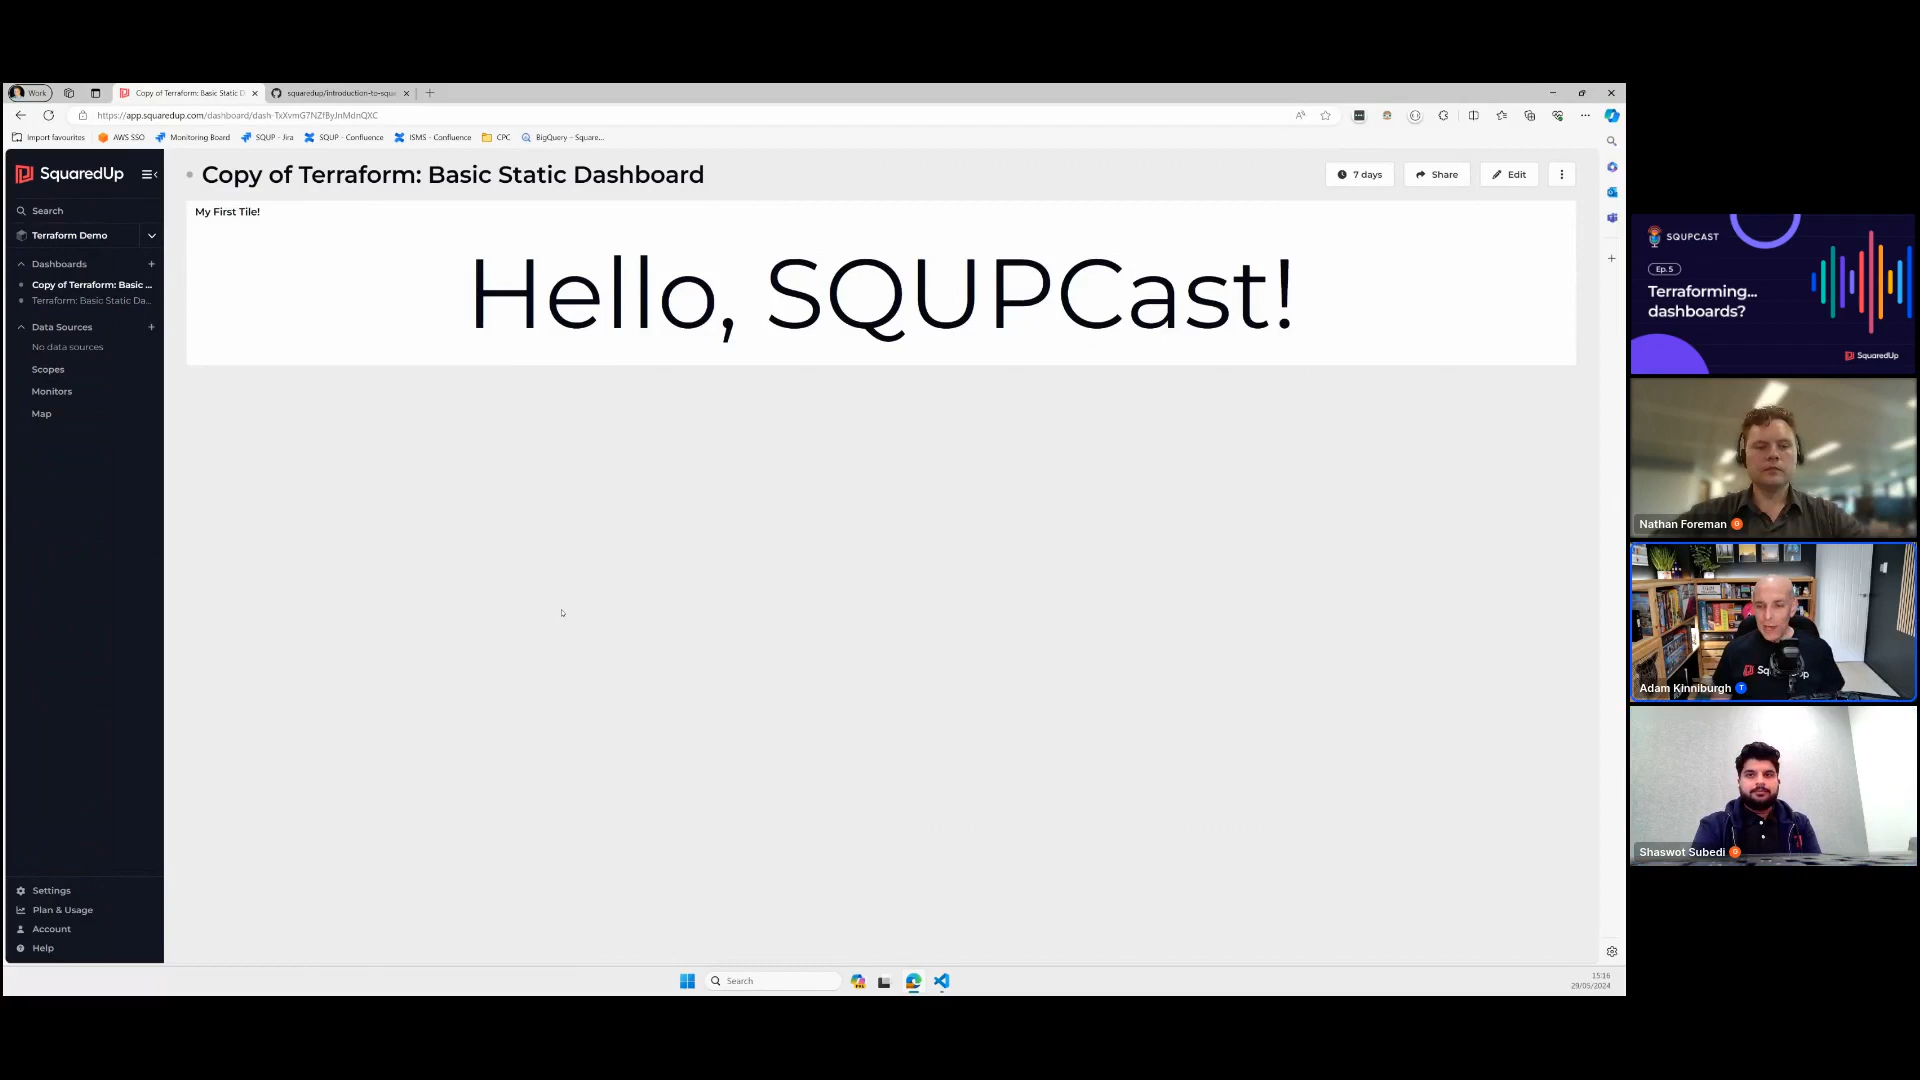 Work
Copy of Terraform: Basic Static D
squaredup/introduction-to-squa
https://app.squaredup.com/dashboard/dash-TxXvmG7NZfByJnMdnQXC
Import favourites
AWS SSO
Monitoring Board
SQUP - Jira
SQUP - Confluence
ISMS - Confluence
CPC
BigQuery – Square...
SquaredUp
Search
Terraform Demo
Dashboards
Copy of Terraform: Basic ...
Terraform: Basic Static Da...
Data Sources
No data sources
Scopes
Monitors
Map
Settings
Plan & Usage
Account
Help
Copy of Terraform: Basic Static Dashboard
7 days
Share
Edit
My First Tile!
Hello, SQUPCast!
Search
15:16
29/05/2024
SQUPCAST
Ep.5
Terraforming...
dashboards?
SquaredUp
Nathan Foreman
Adam Kinniburgh
Shaswot Subedi